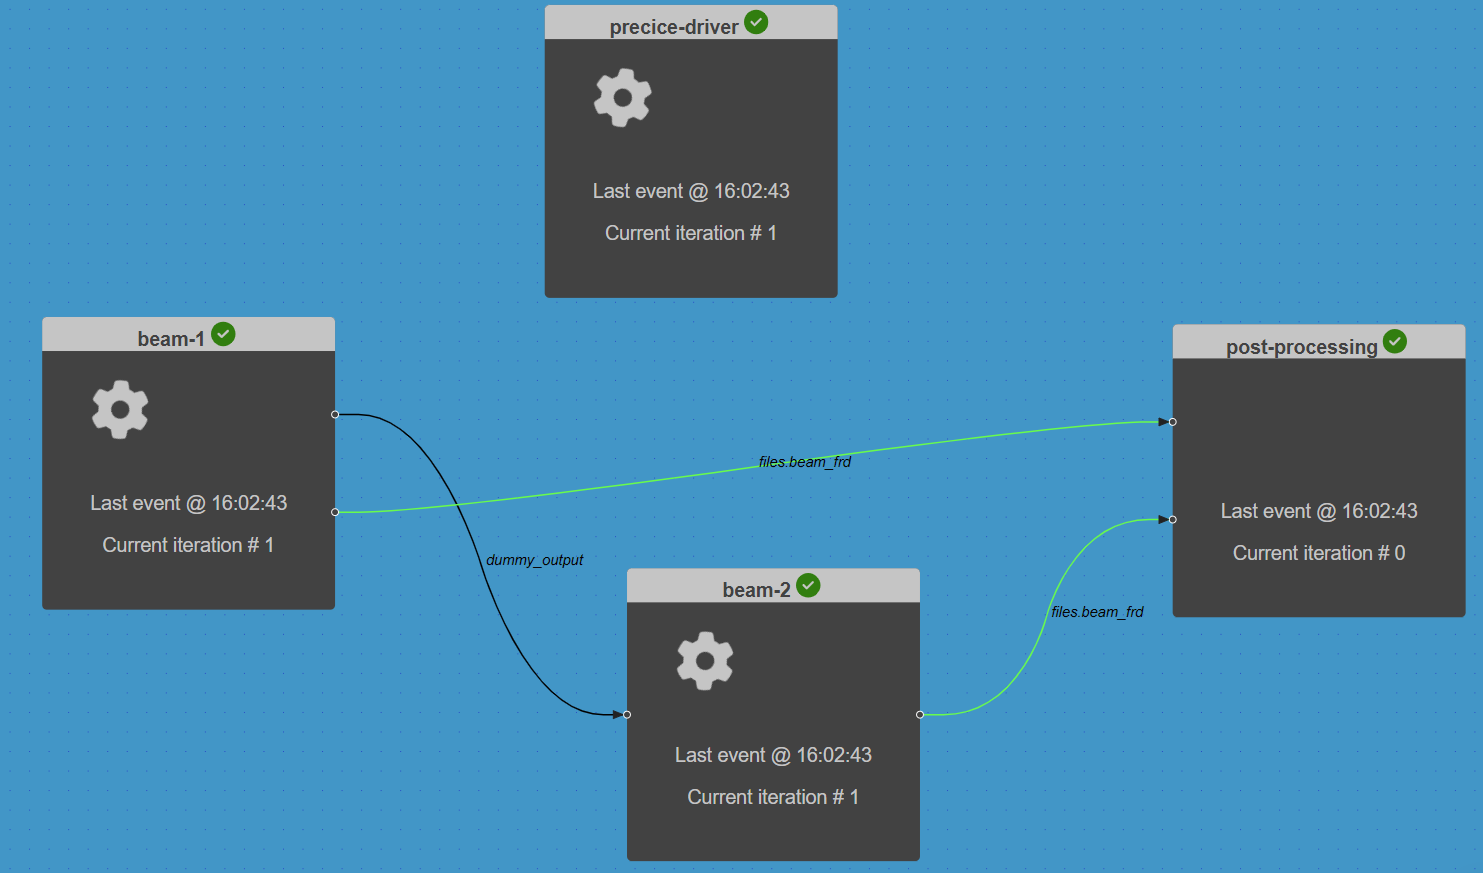 precice-driver
Last event @ 16:02:43
Current iteration # 1
beam-1
Last event @ 16:02:43
Current iteration # 1
post-processing
Last event @ 16:02:43
Current iteration # 0
files.beam_frd
dummy_output
files.beam_frd
beam-2
Last event @ 16:02:43
Current iteration # 1